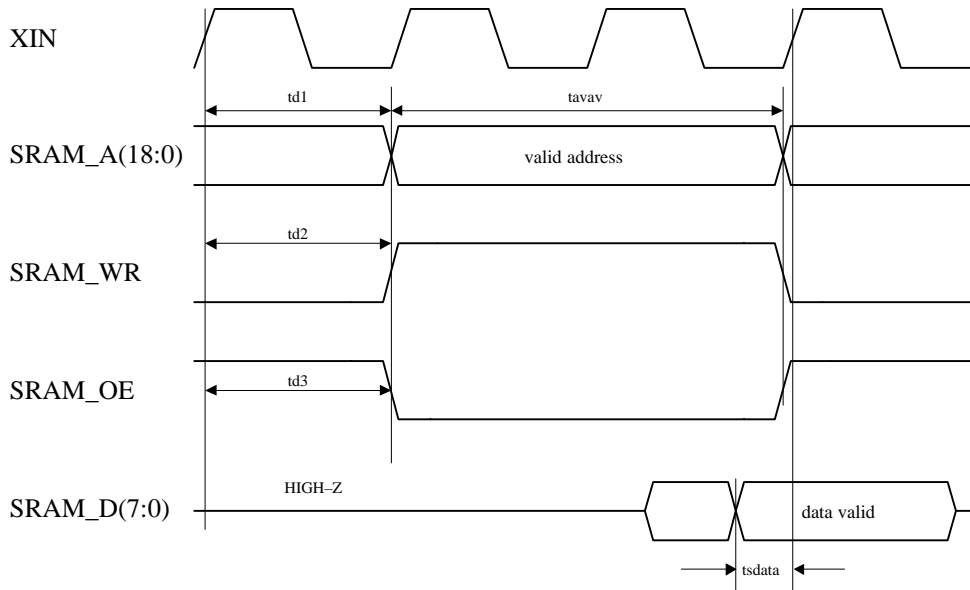 XIN
td1
tavav
SRAM_A(18:0)
valid address
td2
SRAM_WR
td3
SRAM_OE
HIGH–Z
SRAM_D(7:0)
data valid
tsdata